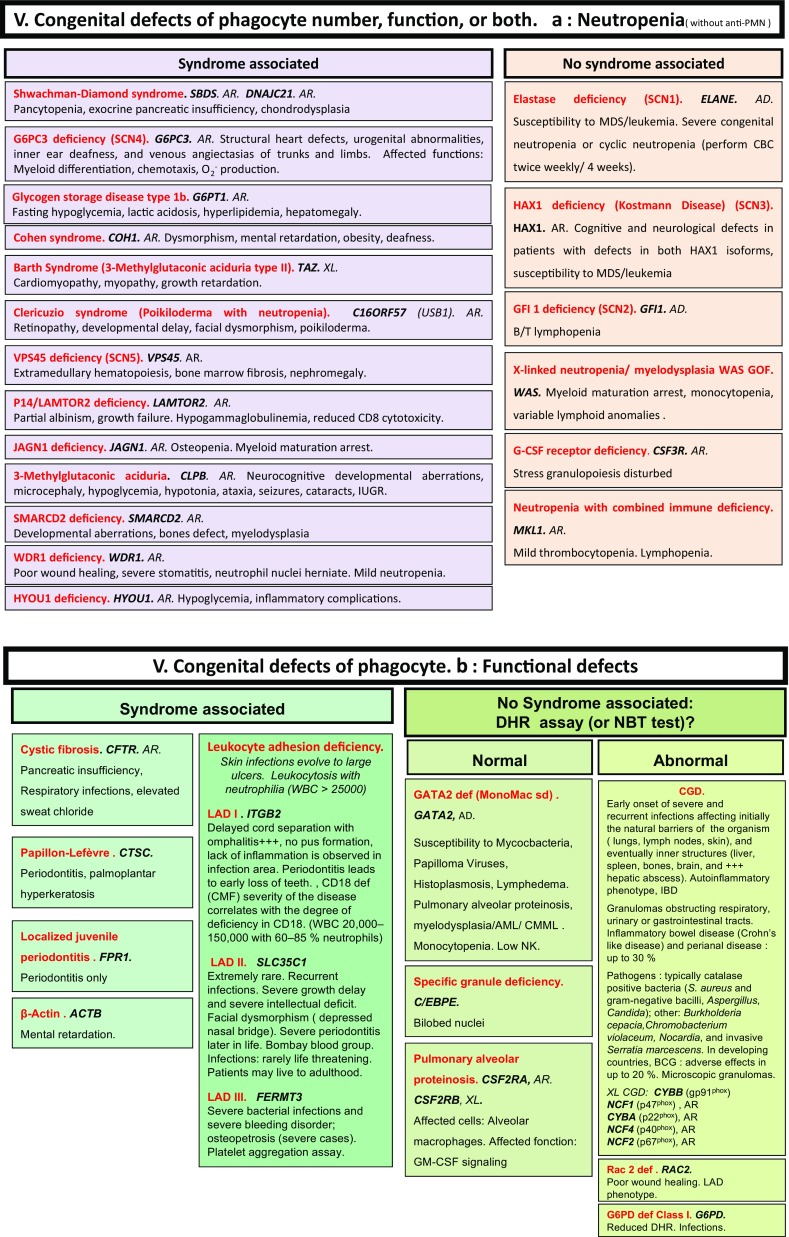 V. Congenital defects of phagocyte number, function, or both. a : Neutropenia( without anti-PMN )
Syndrome associated
Shwachman-Diamond syndrome. SBDS. AR. DNAJC21. AR.
Pancytopenia, exocrine pancreatic insufficiency, chondrodysplasia
G6PC3 deficiency (SCN4). G6PC3. AR. Structural heart defects, urogenital abnormalities,
inner ear deafness, and venous angiectasias of trunks and limbs. Affected functions:
Myeloid differentiation, chemotaxis, O2- production.
Glycogen storage disease type 1b. G6PT1. AR.
Fasting hypoglycemia, lactic acidosis, hyperlipidemia, hepatomegaly.
Cohen syndrome. COH1. AR. Dysmorphism, mental retardation, obesity, deafness.
Barth Syndrome (3-Methylglutaconic aciduria type II). TAZ. XL.
Cardiomyopathy, myopathy, growth retardation.
Clericuzio syndrome (Poikiloderma with neutropenia). C16ORF57 (USB1). AR.
Retinopathy, developmental delay, facial dysmorphism, poikiloderma.
VPS45 deficiency (SCN5). VPS45. AR.
Extramedullary hematopoiesis, bone marrow fibrosis, nephromegaly.
P14/LAMTOR2 deficiency. LAMTOR2. AR.
Partial albinism, growth failure. Hypogammaglobulinemia, reduced CD8 cytotoxicity.
JAGN1 deficiency. JAGN1. AR. Osteopenia. Myeloid maturation arrest.
3-Methylglutaconic aciduria. CLPB. AR. Neurocognitive developmental aberrations,
microcephaly, hypoglycemia, hypotonia, ataxia, seizures, cataracts, IUGR.
SMARCD2 deficiency. SMARCD2. AR.
Developmental aberrations, bones defect, myelodysplasia
WDR1 deficiency. WDR1. AR.
Poor wound healing, severe stomatitis, neutrophil nuclei herniate. Mild neutropenia.
HYOU1 deficiency. HYOU1. AR. Hypoglycemia, inflammatory complications.
No syndrome associated
Elastase deficiency (SCN1). ELANE. AD.
Susceptibility to MDS/leukemia. Severe congenital
neutropenia or cyclic neutropenia (perform CBC
twice weekly/ 4 weeks).
HAX1 deficiency (Kostmann Disease) (SCN3).
HAX1. AR. Cognitive and neurological defects in
patients with defects in both HAX1 isoforms,
susceptibility to MDS/leukemia
GFI 1 deficiency (SCN2). GFI1. AD.
B/T lymphopenia
X-linked neutropenia/ myelodysplasia WAS GOF.
WAS. Myeloid maturation arrest, monocytopenia,
variable lymphoid anomalies .
G-CSF receptor deficiency. CSF3R. AR.
Stress granulopoiesis disturbed
Neutropenia with combined immune deficiency.
MKL1. AR.
Mild thrombocytopenia. Lymphopenia.
V. Congenital defects of phagocyte. b : Functional defects
Syndrome associated
Cystic fibrosis. CFTR. AR.
Pancreatic insufficiency,
Respiratory infections, elevated
sweat chloride
Papillon-Lefèvre . CTSC.
Periodontitis, palmoplantar
hyperkeratosis
Localized juvenile
periodontitis . FPR1.
Periodontitis only
β-Actin . ACTB
Mental retardation.
Leukocyte adhesion deficiency.
Skin infections evolve to large
ulcers. Leukocytosis with
neutrophilia (WBC > 25000)
LAD I . ITGB2
Delayed cord separation with
omphalitis+++, no pus formation,
lack of inflammation is observed in
infection area. Periodontitis leads
to early loss of teeth. , CD18 def
(CMF) severity of the disease
correlates with the degree of
deficiency in CD18. (WBC 20,000–
150,000 with 60–85 % neutrophils)
LAD II. SLC35C1
Extremely rare. Recurrent
infections. Severe growth delay
and severe intellectual deficit.
Facial dysmorphism ( depressed
nasal bridge). Severe periodontitis
later in life. Bombay blood group.
Infections: rarely life threatening.
Patients may live to adulthood.
LAD III. FERMT3
Severe bacterial infections and
severe bleeding disorder;
osteopetrosis (severe cases).
Platelet aggregation assay.
No Syndrome associated:
DHR assay (or NBT test)?
Normal
GATA2 def (MonoMac sd) .
GATA2, AD.
Susceptibility to Mycobacteria,
Papilloma Viruses,
Histoplasmosis, Lymphedema.
Pulmonary alveolar proteinosis,
myelodysplasia/AML/ CMML .
Monocytopenia. Low NK.
Specific granule deficiency.
C/EBPE.
Bilobed nuclei
Pulmonary alveolar
proteinosis. CSF2RA, AR.
CSF2RB, XL.
Affected cells: Alveolar
macrophages. Affected fonction:
GM-CSF signaling
Abnormal
CGD.
Early onset of severe and
recurrent infections affecting initially
the natural barriers of the organism
( lungs, lymph nodes, skin), and
eventually inner structures (liver,
spleen, bones, brain, and +++
hepatic abscess). Autoinflammatory
phenotype, IBD
Granulomas obstructing respiratory,
urinary or gastrointestinal tracts.
Inflammatory bowel disease (Crohn's
like disease) and perianal disease :
up to 30 %
Pathogens : typically catalase
positive bacteria (S. aureus and
gram-negative bacilli, Aspergillus,
Candida); other: Burkholderia
cepacia,Chromobacterium
violaceum, Nocardia, and invasive
Serratia marcescens. In developing
countries, BCG : adverse effects in
up to 20 %. Microscopic granulomas.
XL CGD: CYBB (gp91phox)
NCF1 (p47phox) , AR
CYBA (p22phox), AR
NCF4 (p40phox), AR
NCF2 (p67phox), AR
Rac 2 def . RAC2.
Poor wound healing. LAD
phenotype.
G6PD def Class I. G6PD.
Reduced DHR. Infections.